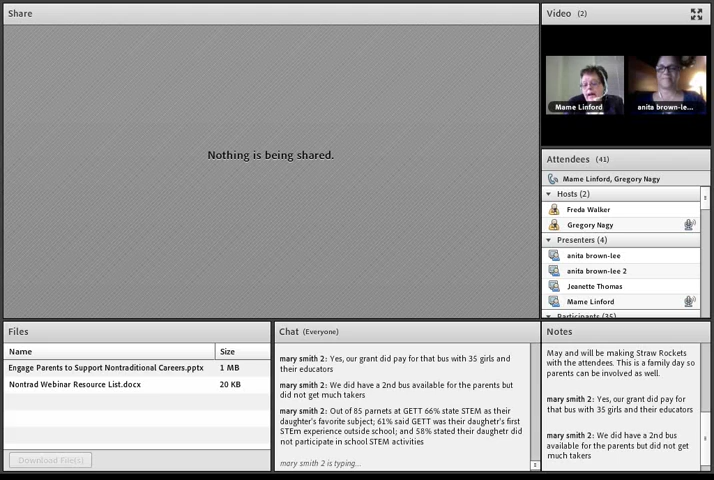 Share
Nothing is being shared.
Video (2)
Mame Linford
anita brown-le...
Attendees (41)
Mame Linford, Gregory Nagy
Hosts (2)
Freda Walker
Gregory Nagy
Presenters (4)
anita brown-lee
anita brown-lee 2
Jeanette Thomas
Mame Linford
Participants (35)
Files
Name Size
Engage Parents to Support Nontraditional Careers.pptx 1 MB
Nontrad Webinar Resource List.docx 20 KB
Download File(s)
Chat (Everyone)
mary smith 2: Yes, our grant did pay for that bus with 35 girls and
their educators
mary smith 2: We did have a 2nd bus available for the parents but
did not get much takers
mary smith 2: Out of 85 parnets at GETT 66% state STEM as their
daughter's favorite subject; 61% said GETT was their daugehtr's first
STEm experience outside school; and 58% stated their daugehtr did
not participate in school STEM activities
mary smith 2 is typing...
Notes
May and will be making Straw Rockets
with the attendees. This is a family day so
parents can be involved as well.
mary smith 2: Yes, our grant did pay for
that bus with 35 girls and their educators
mary smith 2: We did have a 2nd bus
available for the parents but did not get
much takers